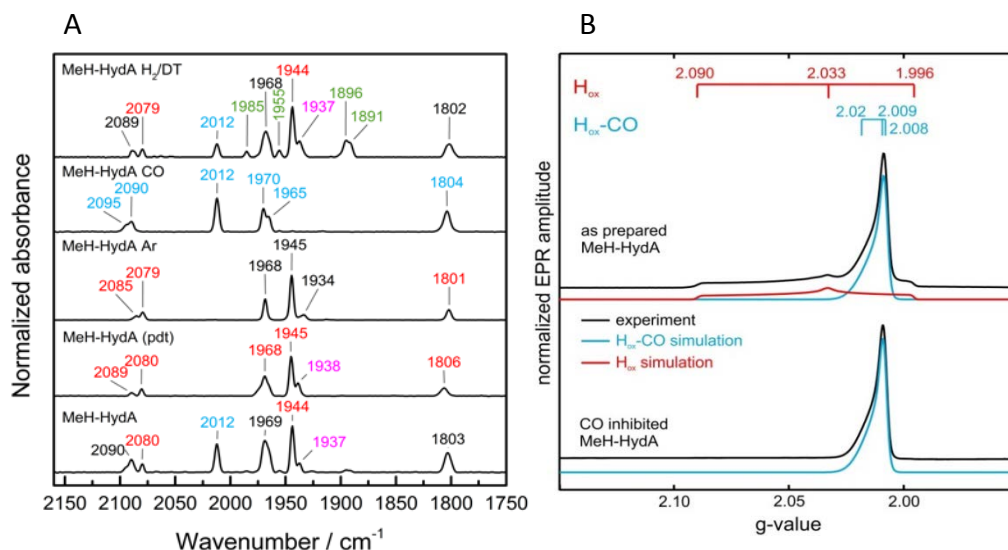 A
MeH-HydA H₂/DT
2089
2079
2012
1985
1968
1955
1944
1937
1896
1891
1802
MeH-HydA CO
2095
2090
2012
1970
1965
1804
MeH-HydA Ar
2085
2079
1968
1945
1934
1801
MeH-HydA (pdt)
2089
2080
1968
1945
1938
1806
MeH-HydA
2090
2080
2012
1969
1944
1937
1803
2150 2100 2050 2000 1950 1900 1850 1800 1750
Wavenumber / cm⁻¹
Normalized absorbance
B
2.090 2.033 1.996
Hₒₓ
Hₒₓ-CO
2.02 2.009
2.008
as prepared
MeH-HydA
experiment
Hₒₓ-CO simulation
Hₒₓ simulation
CO inhibited
MeH-HydA
2.10 2.05 2.00
g-value
normalized EPR amplitude